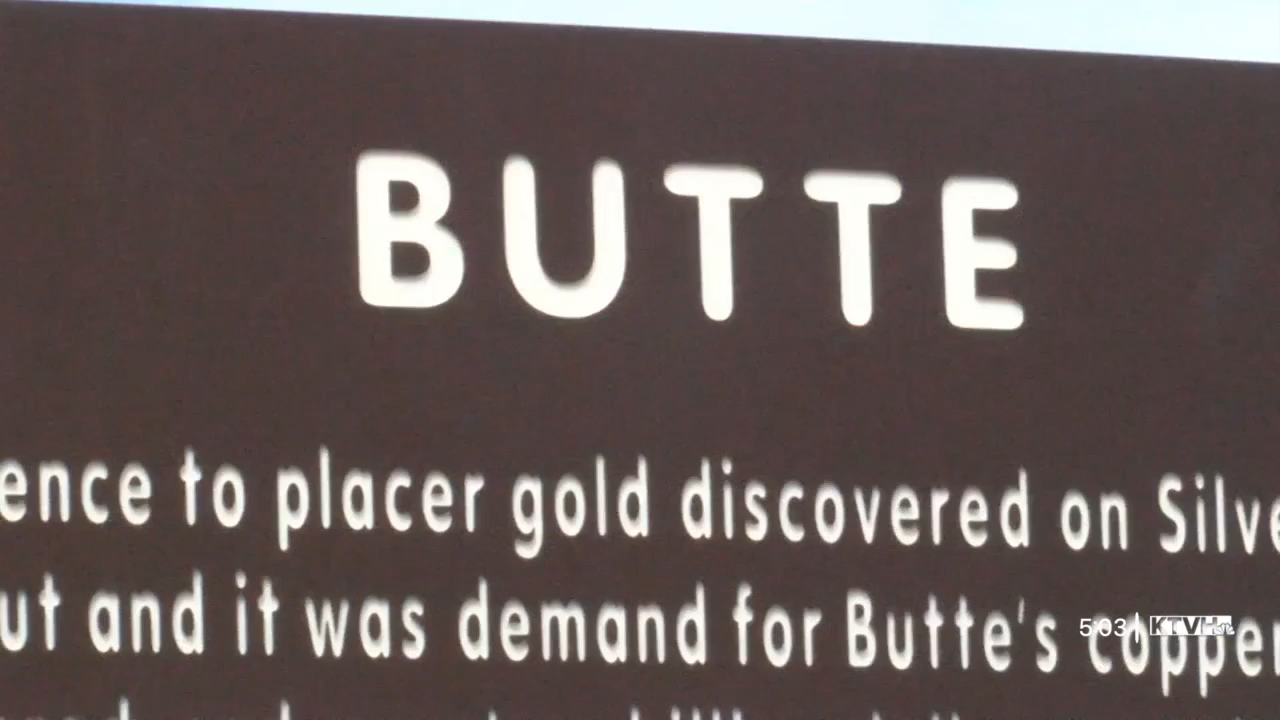 BUTTE
ence to placer gold discovered on Silve
ut and it was demand for Butte's copper
5:03 KTVH